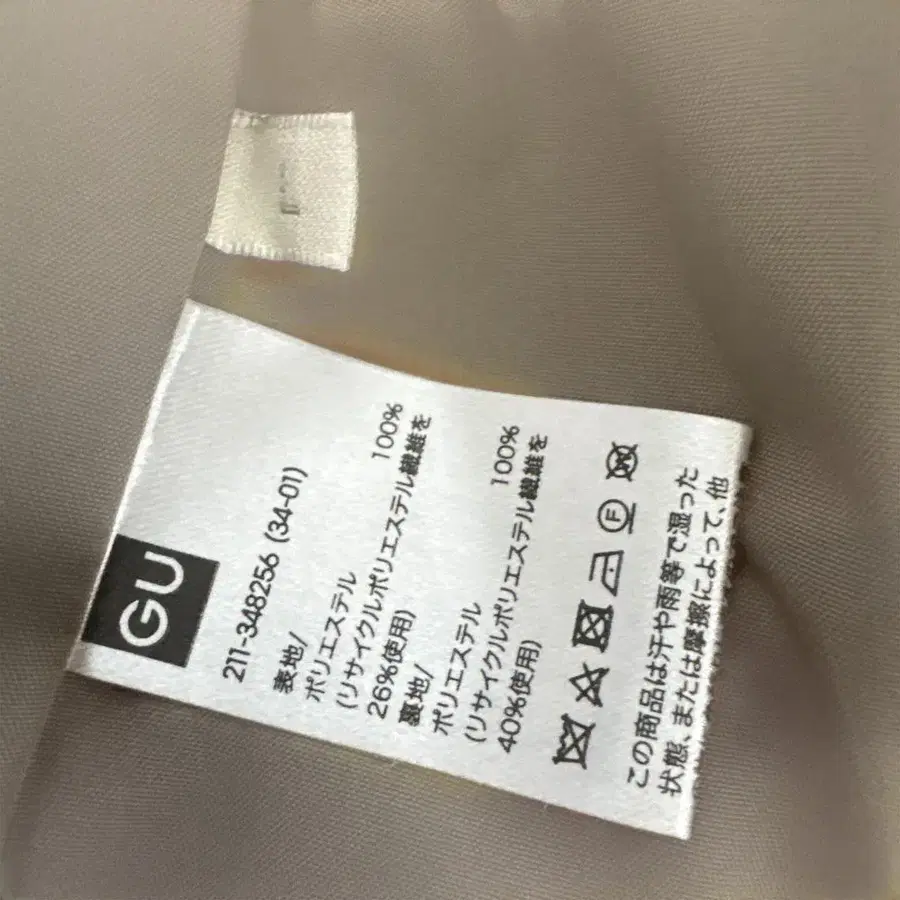 GU
211-348256 (34-01)
表地/
ポリエステル 100%
(リサイクルポリエステル繊維を
26%使用)
裏地/
ポリエステル 100%
(リサイクルポリエステル繊維を
40%使用)
F
W
この商品は汗や雨等で湿った
状態、または摩擦によって、他